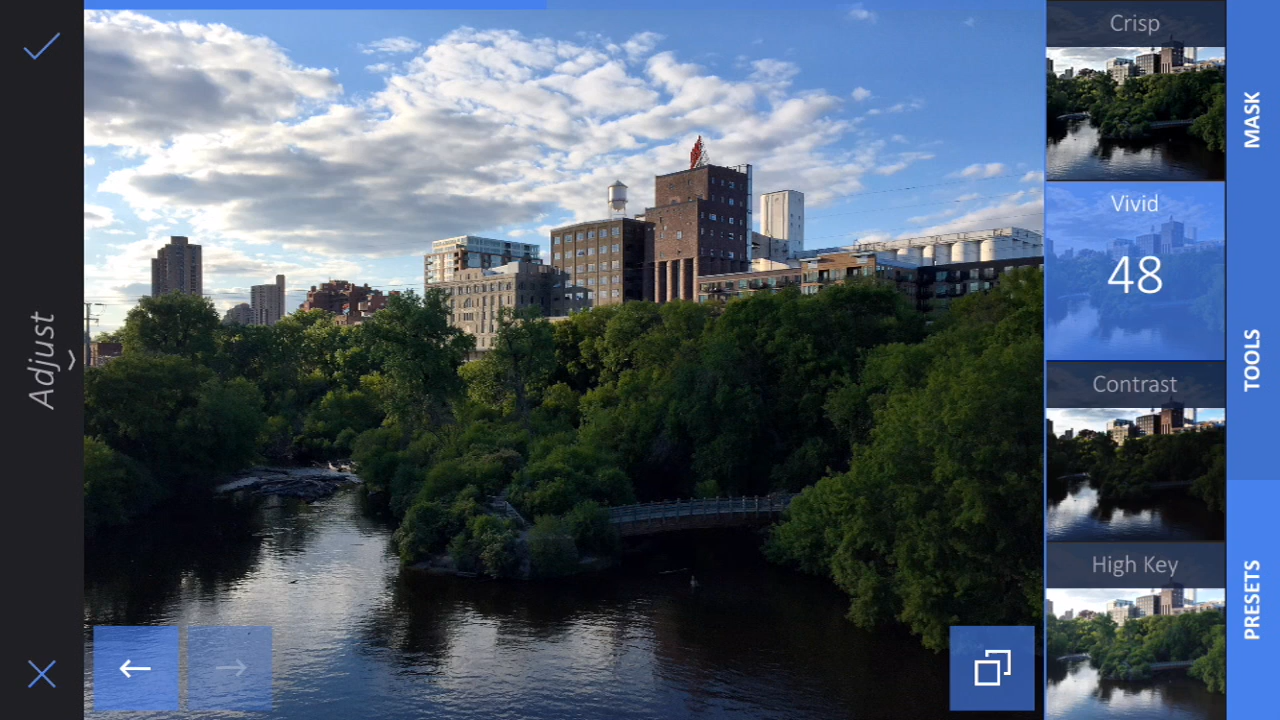 Adjust
Crisp
Vivid
48
Contrast
High Key
MASK
TOOLS
PRESETS